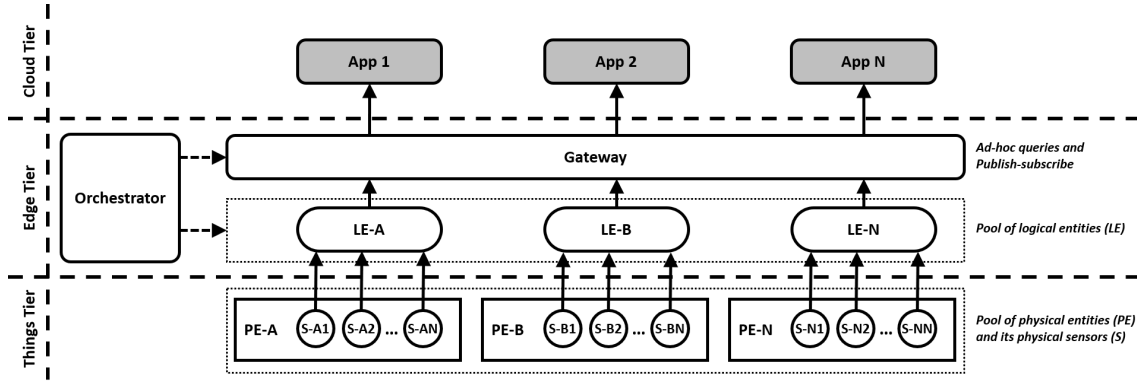 Cloud Tier
App 1
App 2
App N
Edge Tier
Orchestrator
Gateway
Ad-hoc queries and
Publish-subscribe
LE-A
LE-B
LE-N
Pool of logical entities (LE)
Things Tier
PE-A
S-A1
S-A2
...
S-AN
PE-B
S-B1
S-B2
...
S-BN
PE-N
S-N1
S-N2
...
S-NN
Pool of physical entities (PE)
and its physical sensors (S)